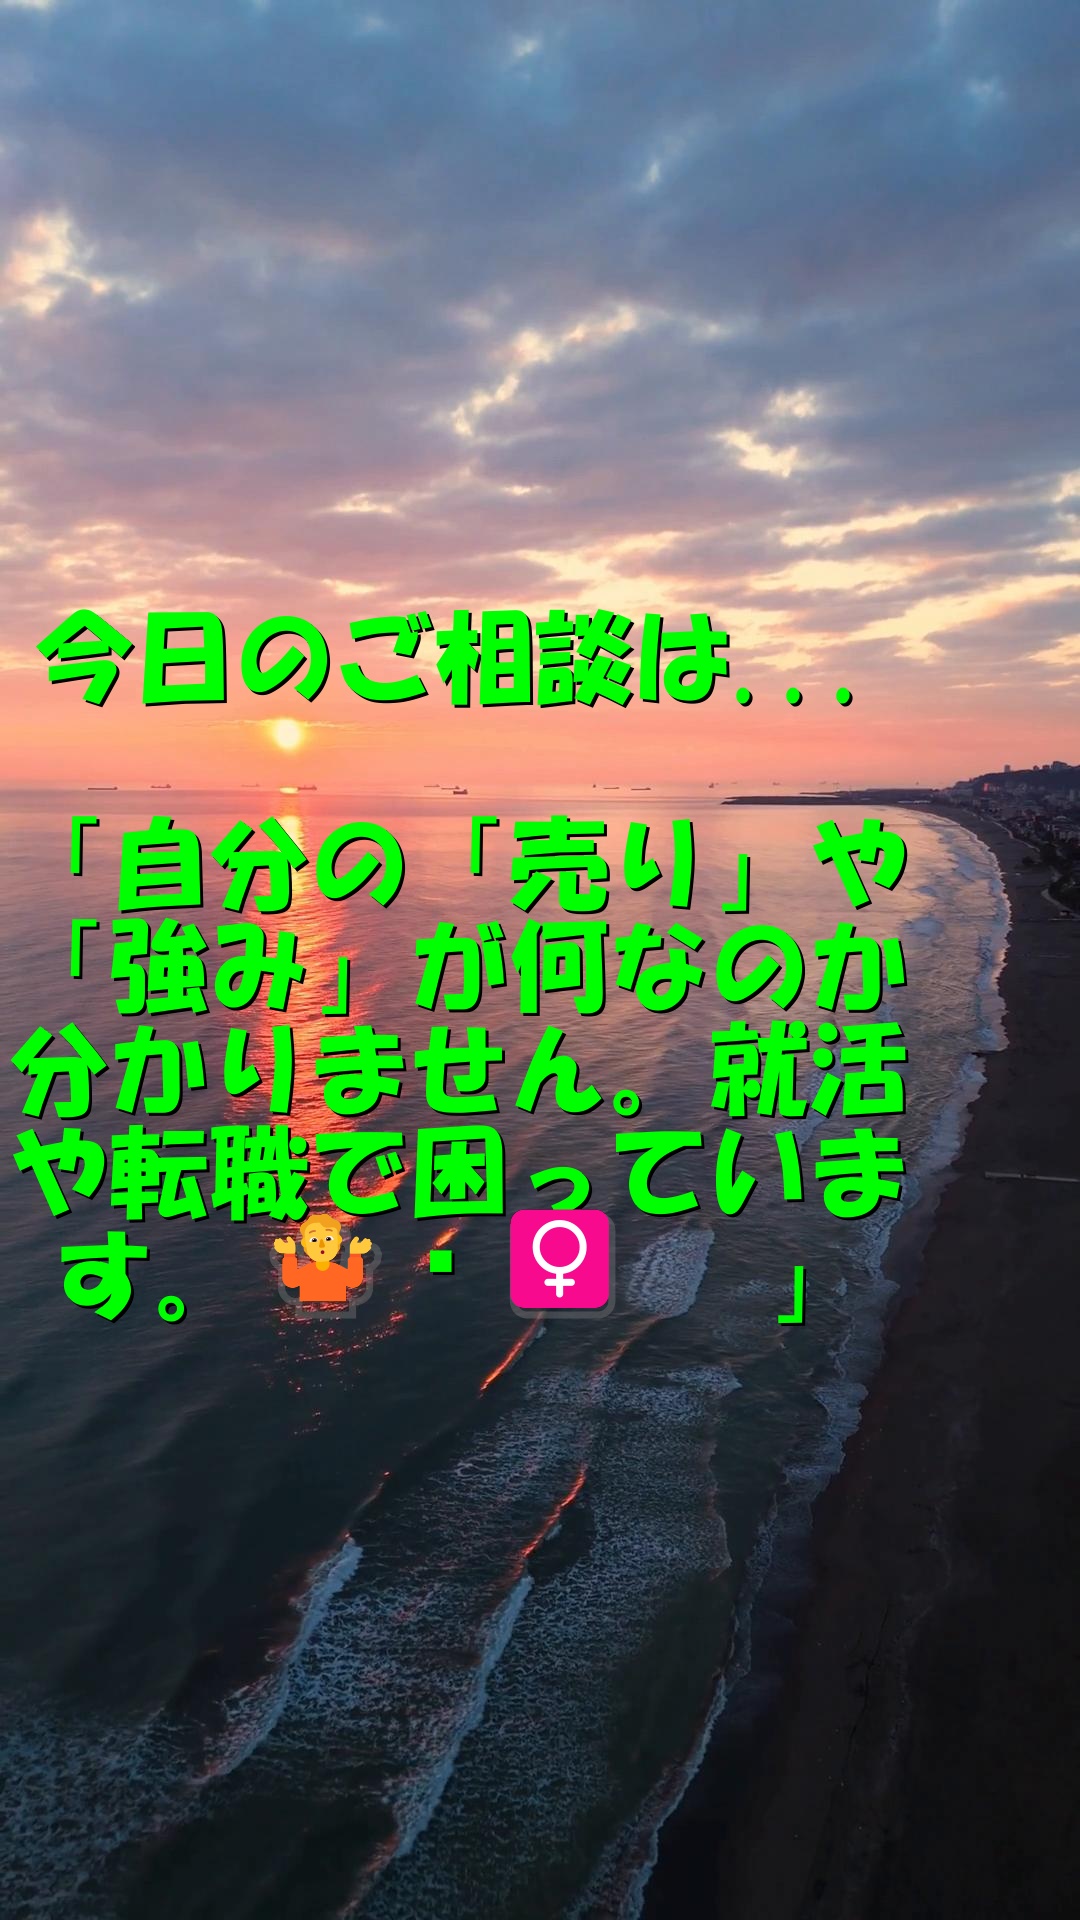 今日のご相談は...
「自分の「売り」や
「強み」が何なのか
分かりません。就活
や転職で困っていま
す。🤷・♀」